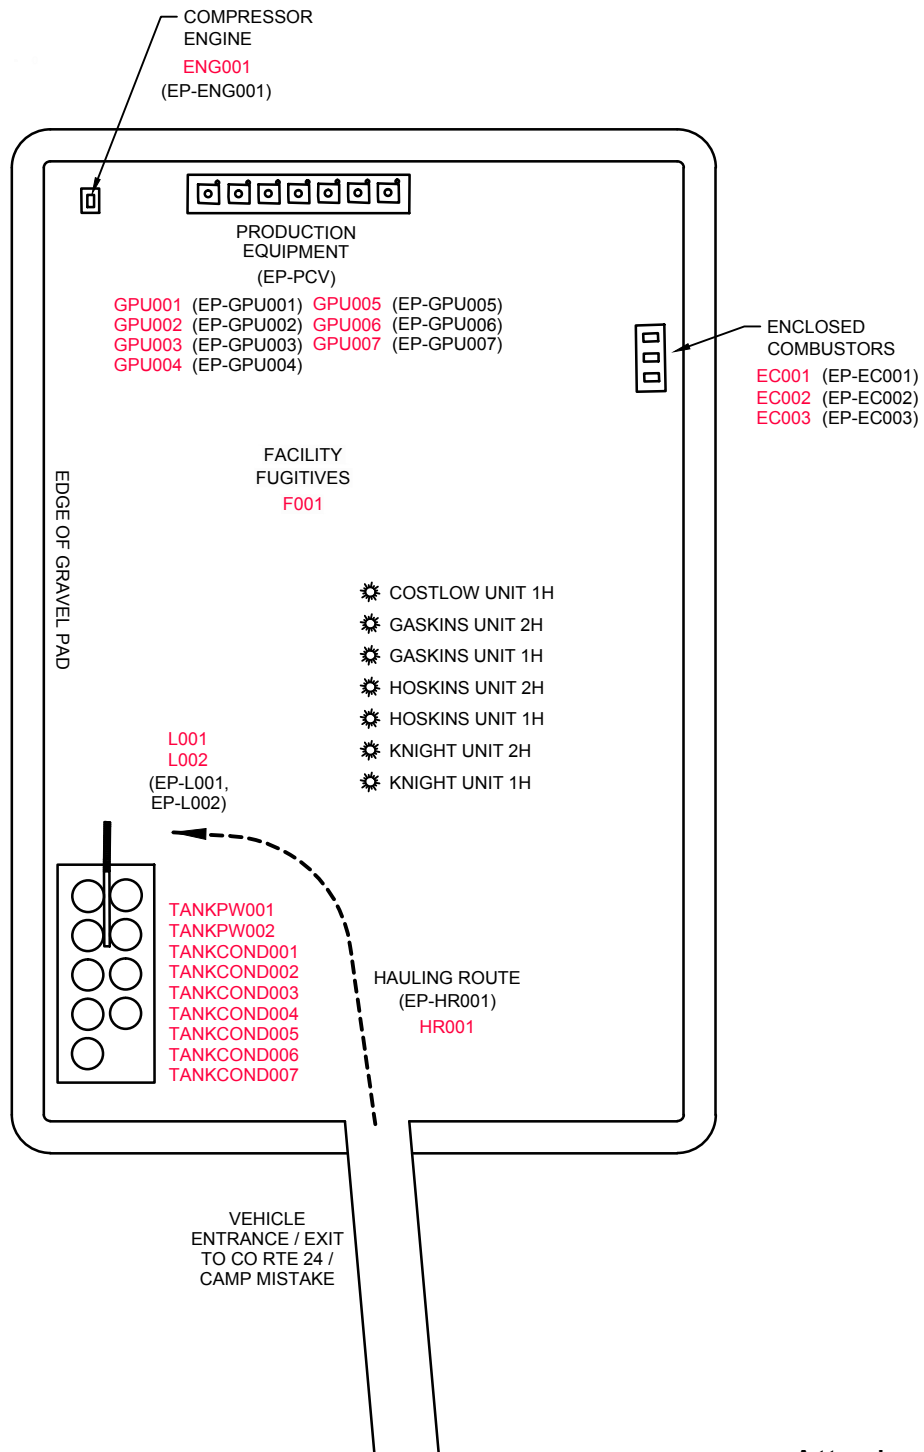 COMPRESSOR
ENGINE
ENG001
(EP-ENG001)
PRODUCTION
EQUIPMENT
(EP-PCV)
GPU001 (EP-GPU001) GPU005 (EP-GPU005)
GPU002 (EP-GPU002) GPU006 (EP-GPU006)
GPU003 (EP-GPU003) GPU007 (EP-GPU007)
GPU004 (EP-GPU004)
ENCLOSED
COMBUSTORS
EC001 (EP-EC001)
EC002 (EP-EC002)
EC003 (EP-EC003)
FACILITY
FUGITIVES
F001
EDGE OF GRAVEL PAD
COSTLOW UNIT 1H
GASKINS UNIT 2H
GASKINS UNIT 1H
HOSKINS UNIT 2H
HOSKINS UNIT 1H
KNIGHT UNIT 2H
KNIGHT UNIT 1H
L001
L002
(EP-L001,
EP-L002)
TANKPW001
TANKPW002
TANKCOND001
TANKCOND002
TANKCOND003
TANKCOND004
TANKCOND005
TANKCOND006
TANKCOND007
HAULING ROUTE
(EP-HR001)
HR001
VEHICLE
ENTRANCE / EXIT
TO CO RTE 24 /
CAMP MISTAKE